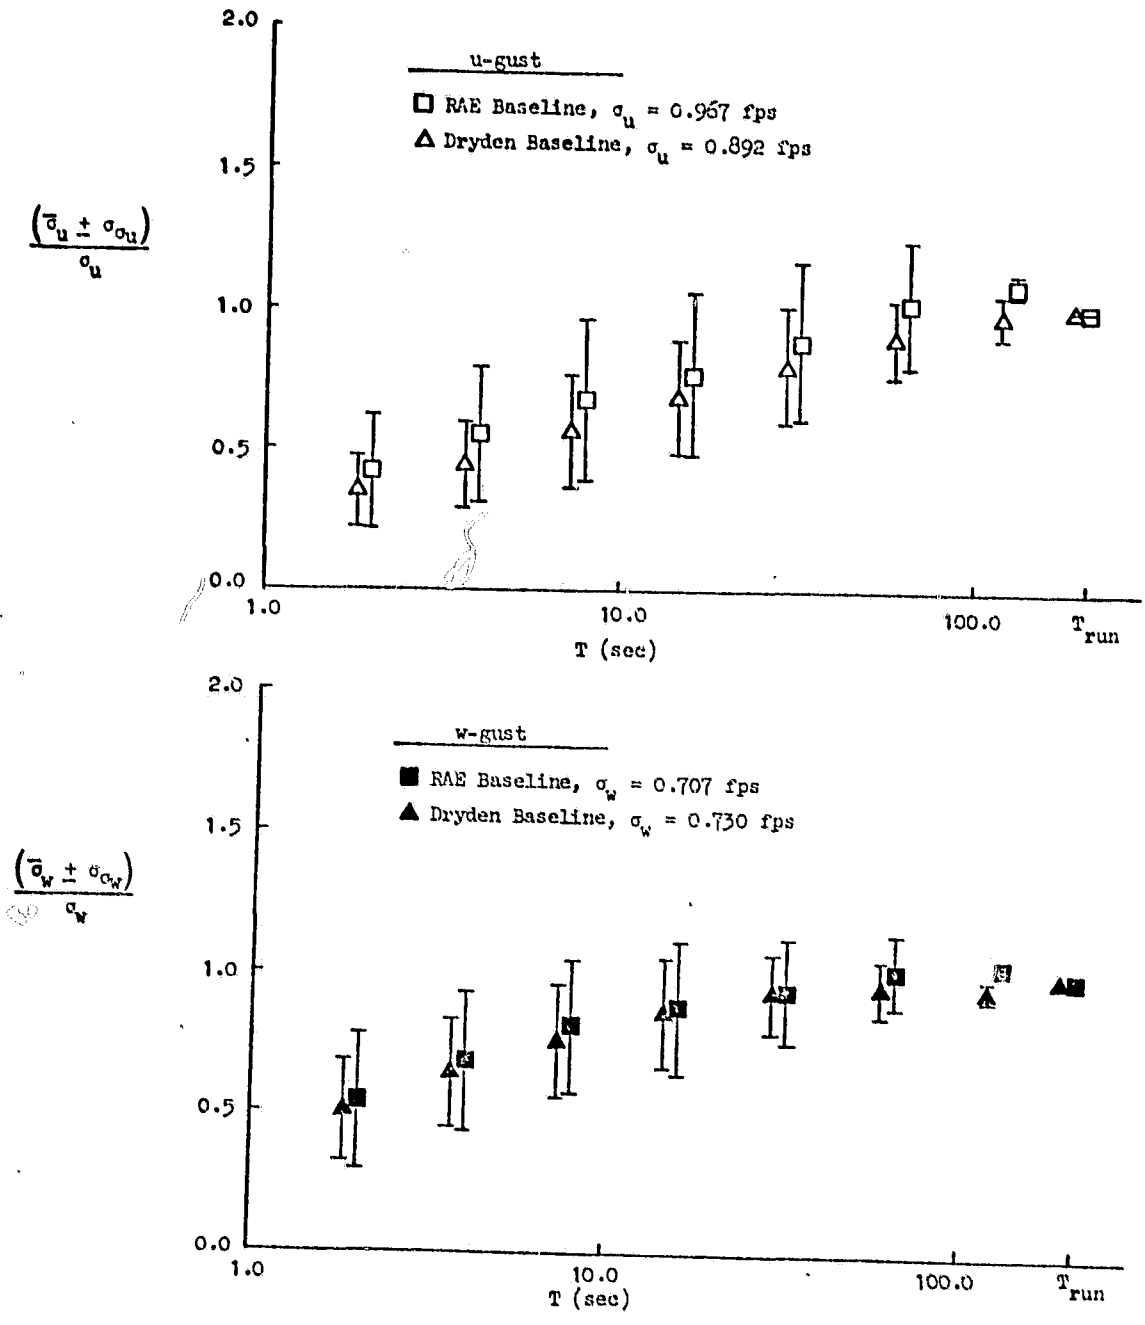 2.0
u-gust
RAE Baseline, σu = 0.967 fps
Dryden Baseline, σu = 0.892 fps
1.5
(σ̅u ± σσu)
σu
1.0
0.5
0.0
1.0
10.0
100.0
Trun
T (sec)
2.0
w-gust
RAE Baseline, σw = 0.707 fps
Dryden Baseline, σw = 0.730 fps
1.5
(σ̅w ± σσw)
σw
1.0
0.5
0.0
1.0
10.0
100.0
Trun
T (sec)